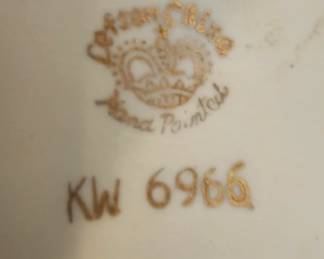 Lefton China
Hand Painted
KW 6966